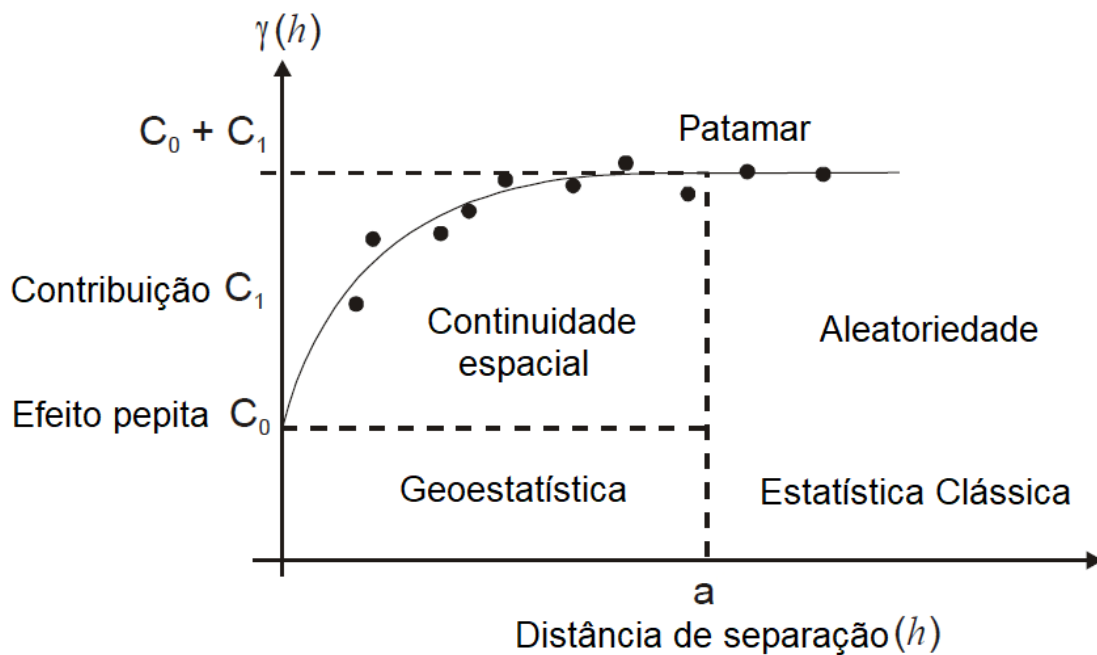 γ(h)
C₀ + C₁
Patamar
Contribuição C₁
Continuidade
espacial
Aleatoriedade
Efeito pepita C₀
Geoestatística
Estatística Clássica
a
Distância de separação (h)